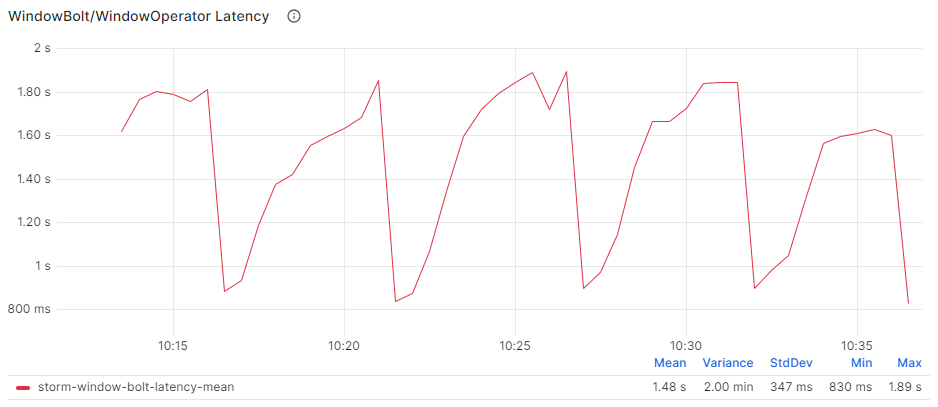 WindowBolt/WindowOperator Latency
2 s
1.80 s
1.60 s
1.40 s
1.20 s
1 s
800 ms
10:15 10:20 10:25 10:30 10:35
Mean Variance StdDev Min Max
storm-window-bolt-latency-mean 1.48 s 2.00 min 347 ms 830 ms 1.89 s